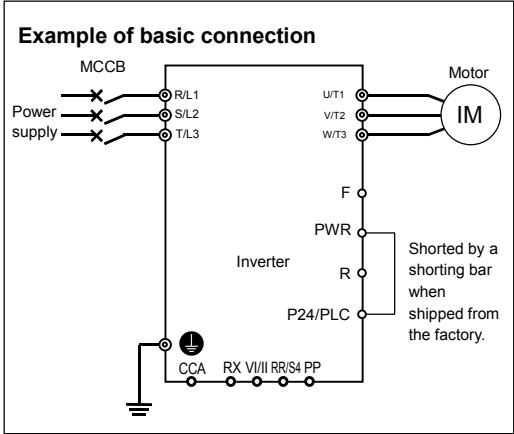 Example of basic connection
MCCB
Motor
R/L1
U/T1
Power
supply
S/L2
V/T2
IM
T/L3
W/T3
F
PWR
Inverter
R
P24/PLC
Shorted by a
shorting bar
when
shipped from
the factory.
CCA RX VI/II RR/S4 PP